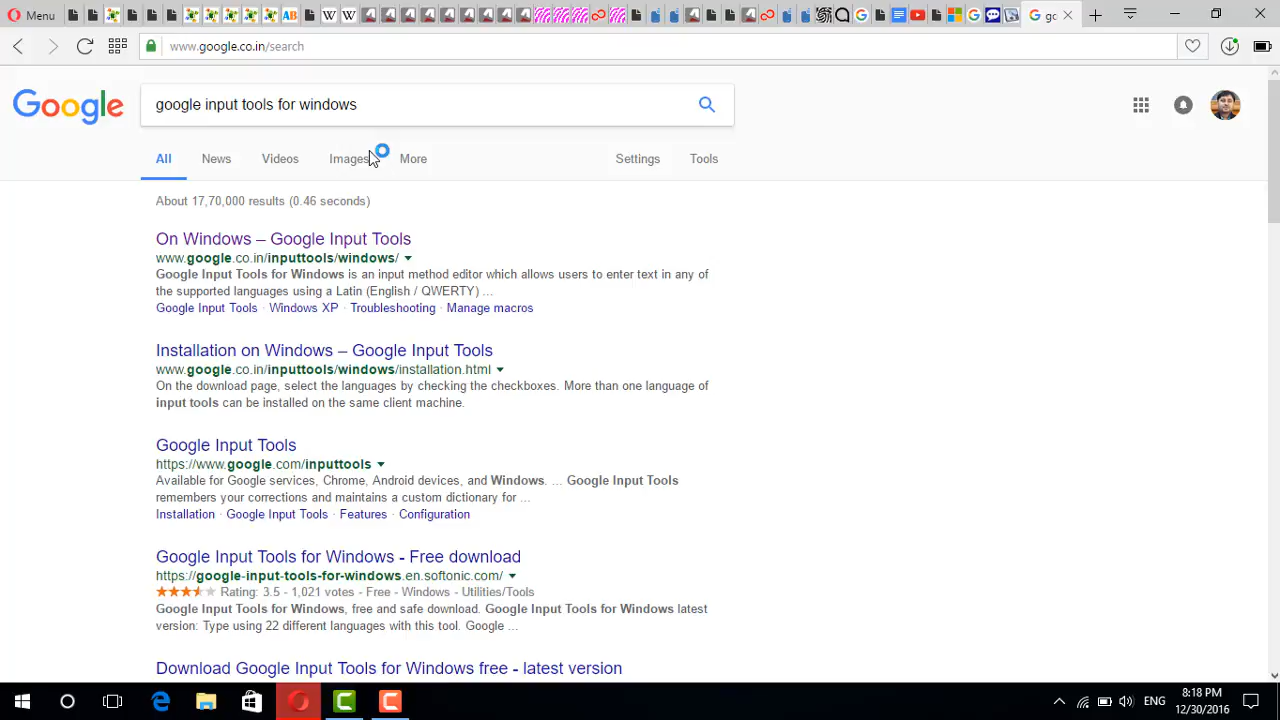 Menu
go
www.google.co.in/search
Google
google input tools for windows
All News Videos Images More Settings Tools
About 17,70,000 results (0.46 seconds)
On Windows – Google Input Tools
www.google.co.in/inputtools/windows/
Google Input Tools for Windows is an input method editor which allows users to enter text in any of
the supported languages using a Latin (English / QWERTY) ...
Google Input Tools · Windows XP · Troubleshooting · Manage macros
Installation on Windows – Google Input Tools
www.google.co.in/inputtools/windows/installation.html
On the download page, select the languages by checking the checkboxes. More than one language of
input tools can be installed on the same client machine.
Google Input Tools
https://www.google.com/inputtools
Available for Google services, Chrome, Android devices, and Windows. ... Google Input Tools
remembers your corrections and maintains a custom dictionary for ...
Installation · Google Input Tools · Features · Configuration
Google Input Tools for Windows - Free download
https://google-input-tools-for-windows.en.softonic.com/
Rating: 3.5 - 1,021 votes - Free - Windows - Utilities/Tools
Google Input Tools for Windows, free and safe download. Google Input Tools for Windows latest
version: Type using 22 different languages with this tool. Google ...
Download Google Input Tools for Windows free - latest version
ENG
8:18 PM
12/30/2016